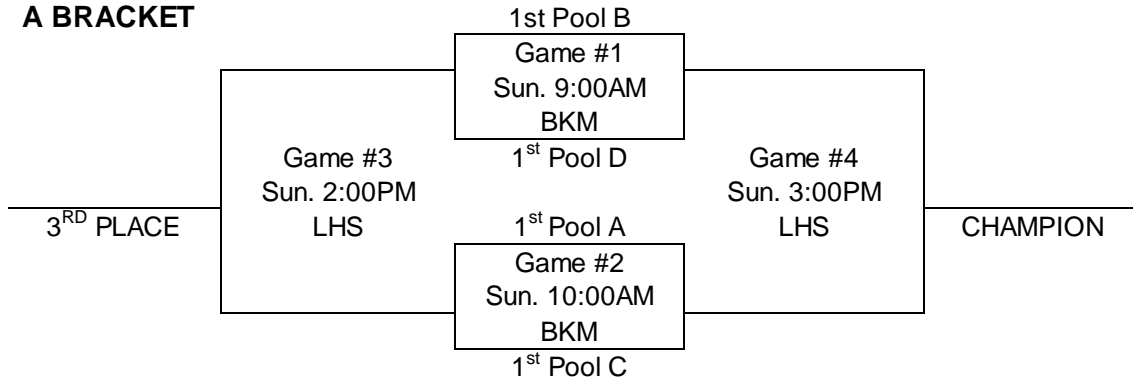 A BRACKET
1st Pool B
Game #1
Sun. 9:00AM
BKM
1st Pool D
Game #3
Sun. 2:00PM
LHS
Game #4
Sun. 3:00PM
LHS
3RD PLACE
CHAMPION
1st Pool A
Game #2
Sun. 10:00AM
BKM
1st Pool C